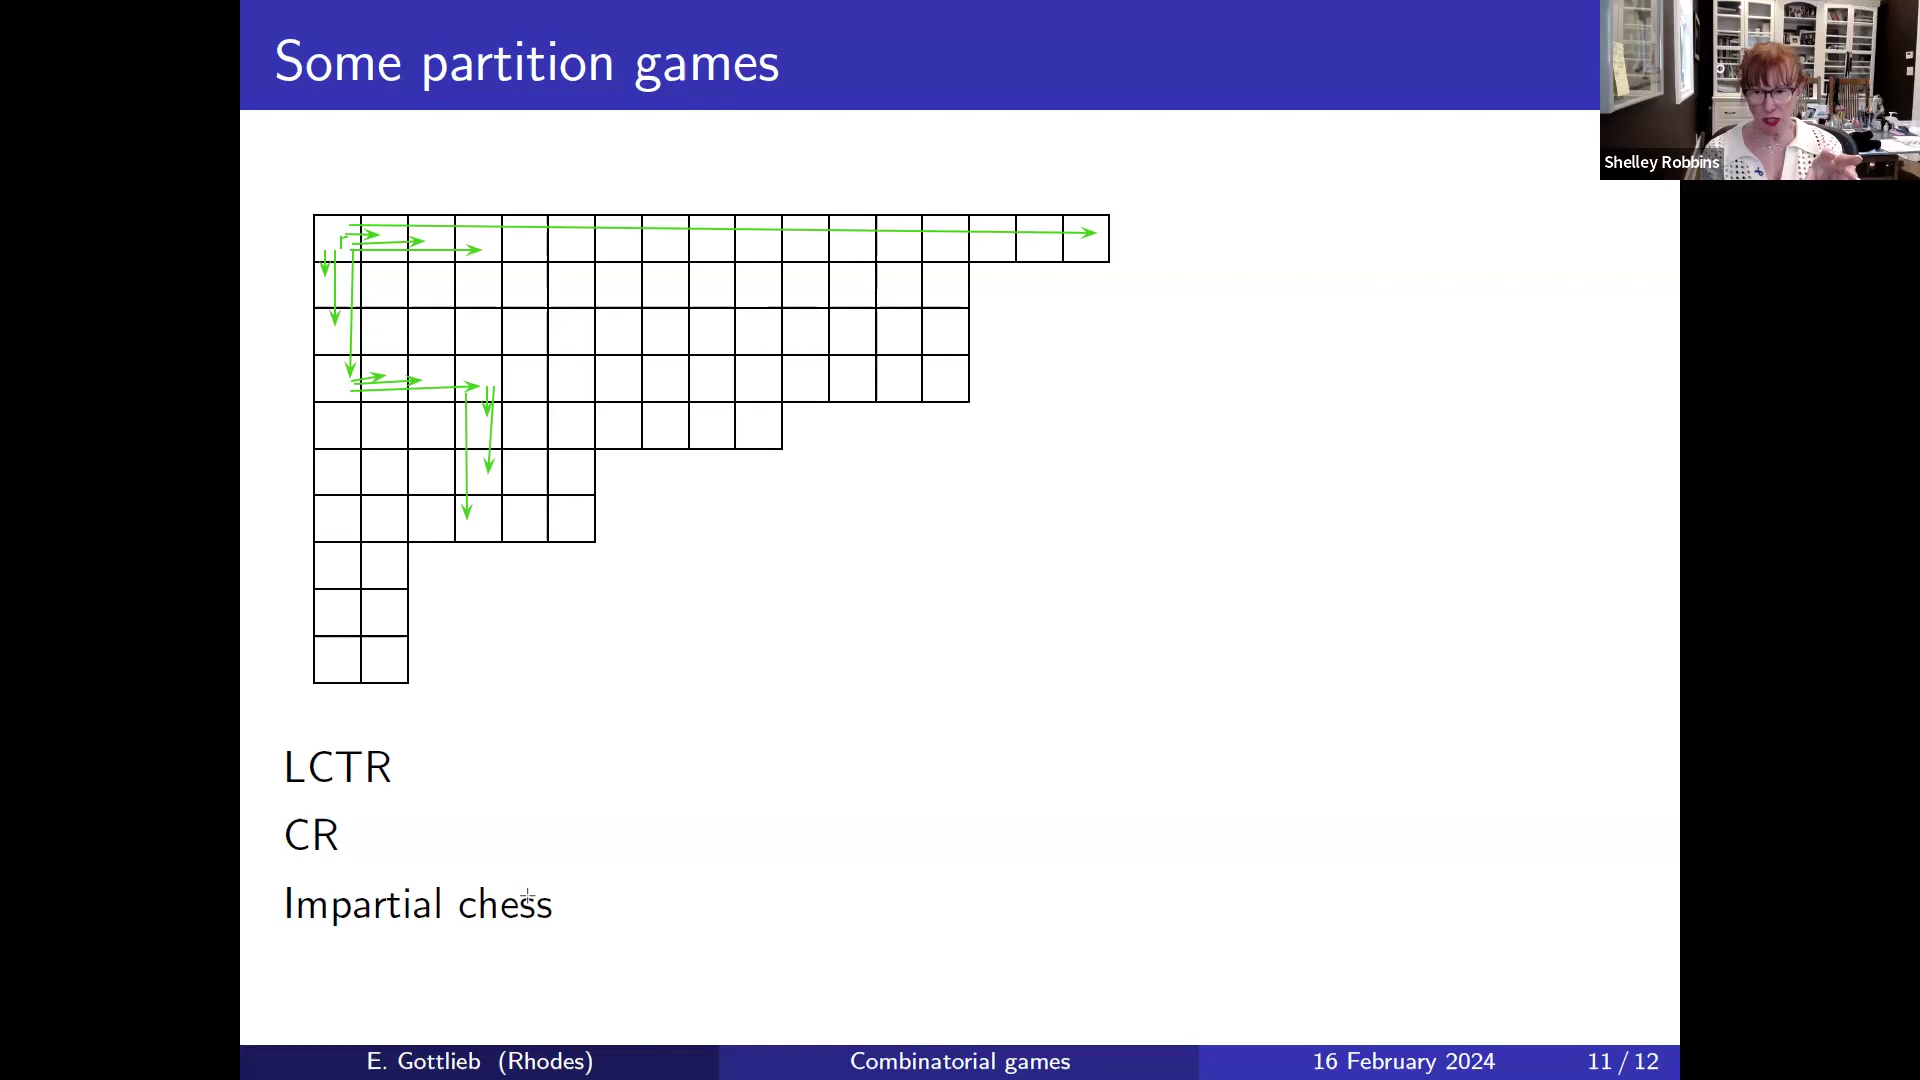 Some partition games
Shelley Robbins
r
LCTR
CR
Impartial chess
E. Gottlieb (Rhodes)
Combinatorial games
16 February 2024
11 / 12